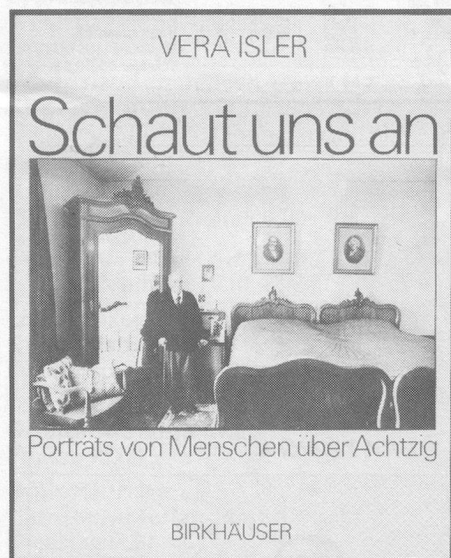 VERA ISLER
Schaut uns an
Porträts von Menschen über Achtzig
BIRKHÄUSER